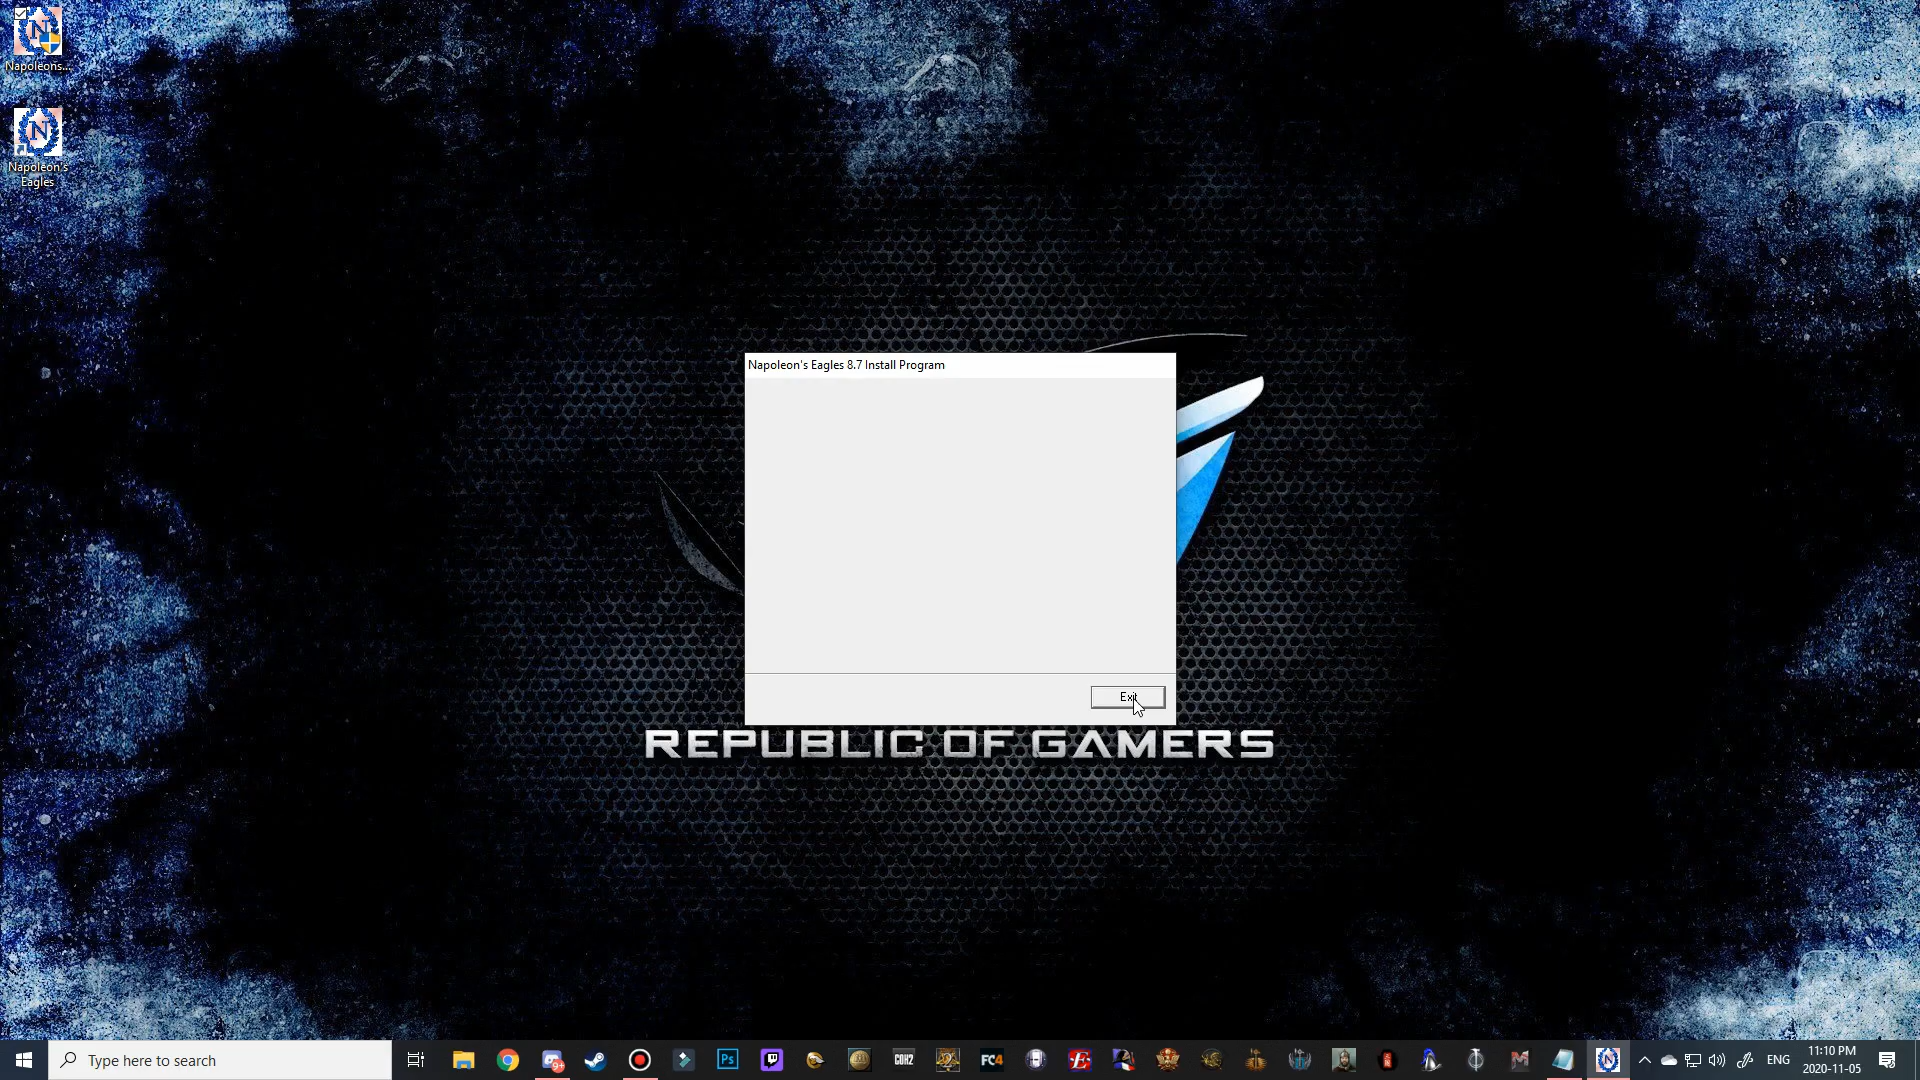 Napoleons...
Napoleon's
Eagles
Napoleon's Eagles 8.7 Install Program
Exit
REPUBLIC OF GAMERS
Type here to search
9+
Ps
COH2
FC4
ENG
11:10 PM
2020-11-05